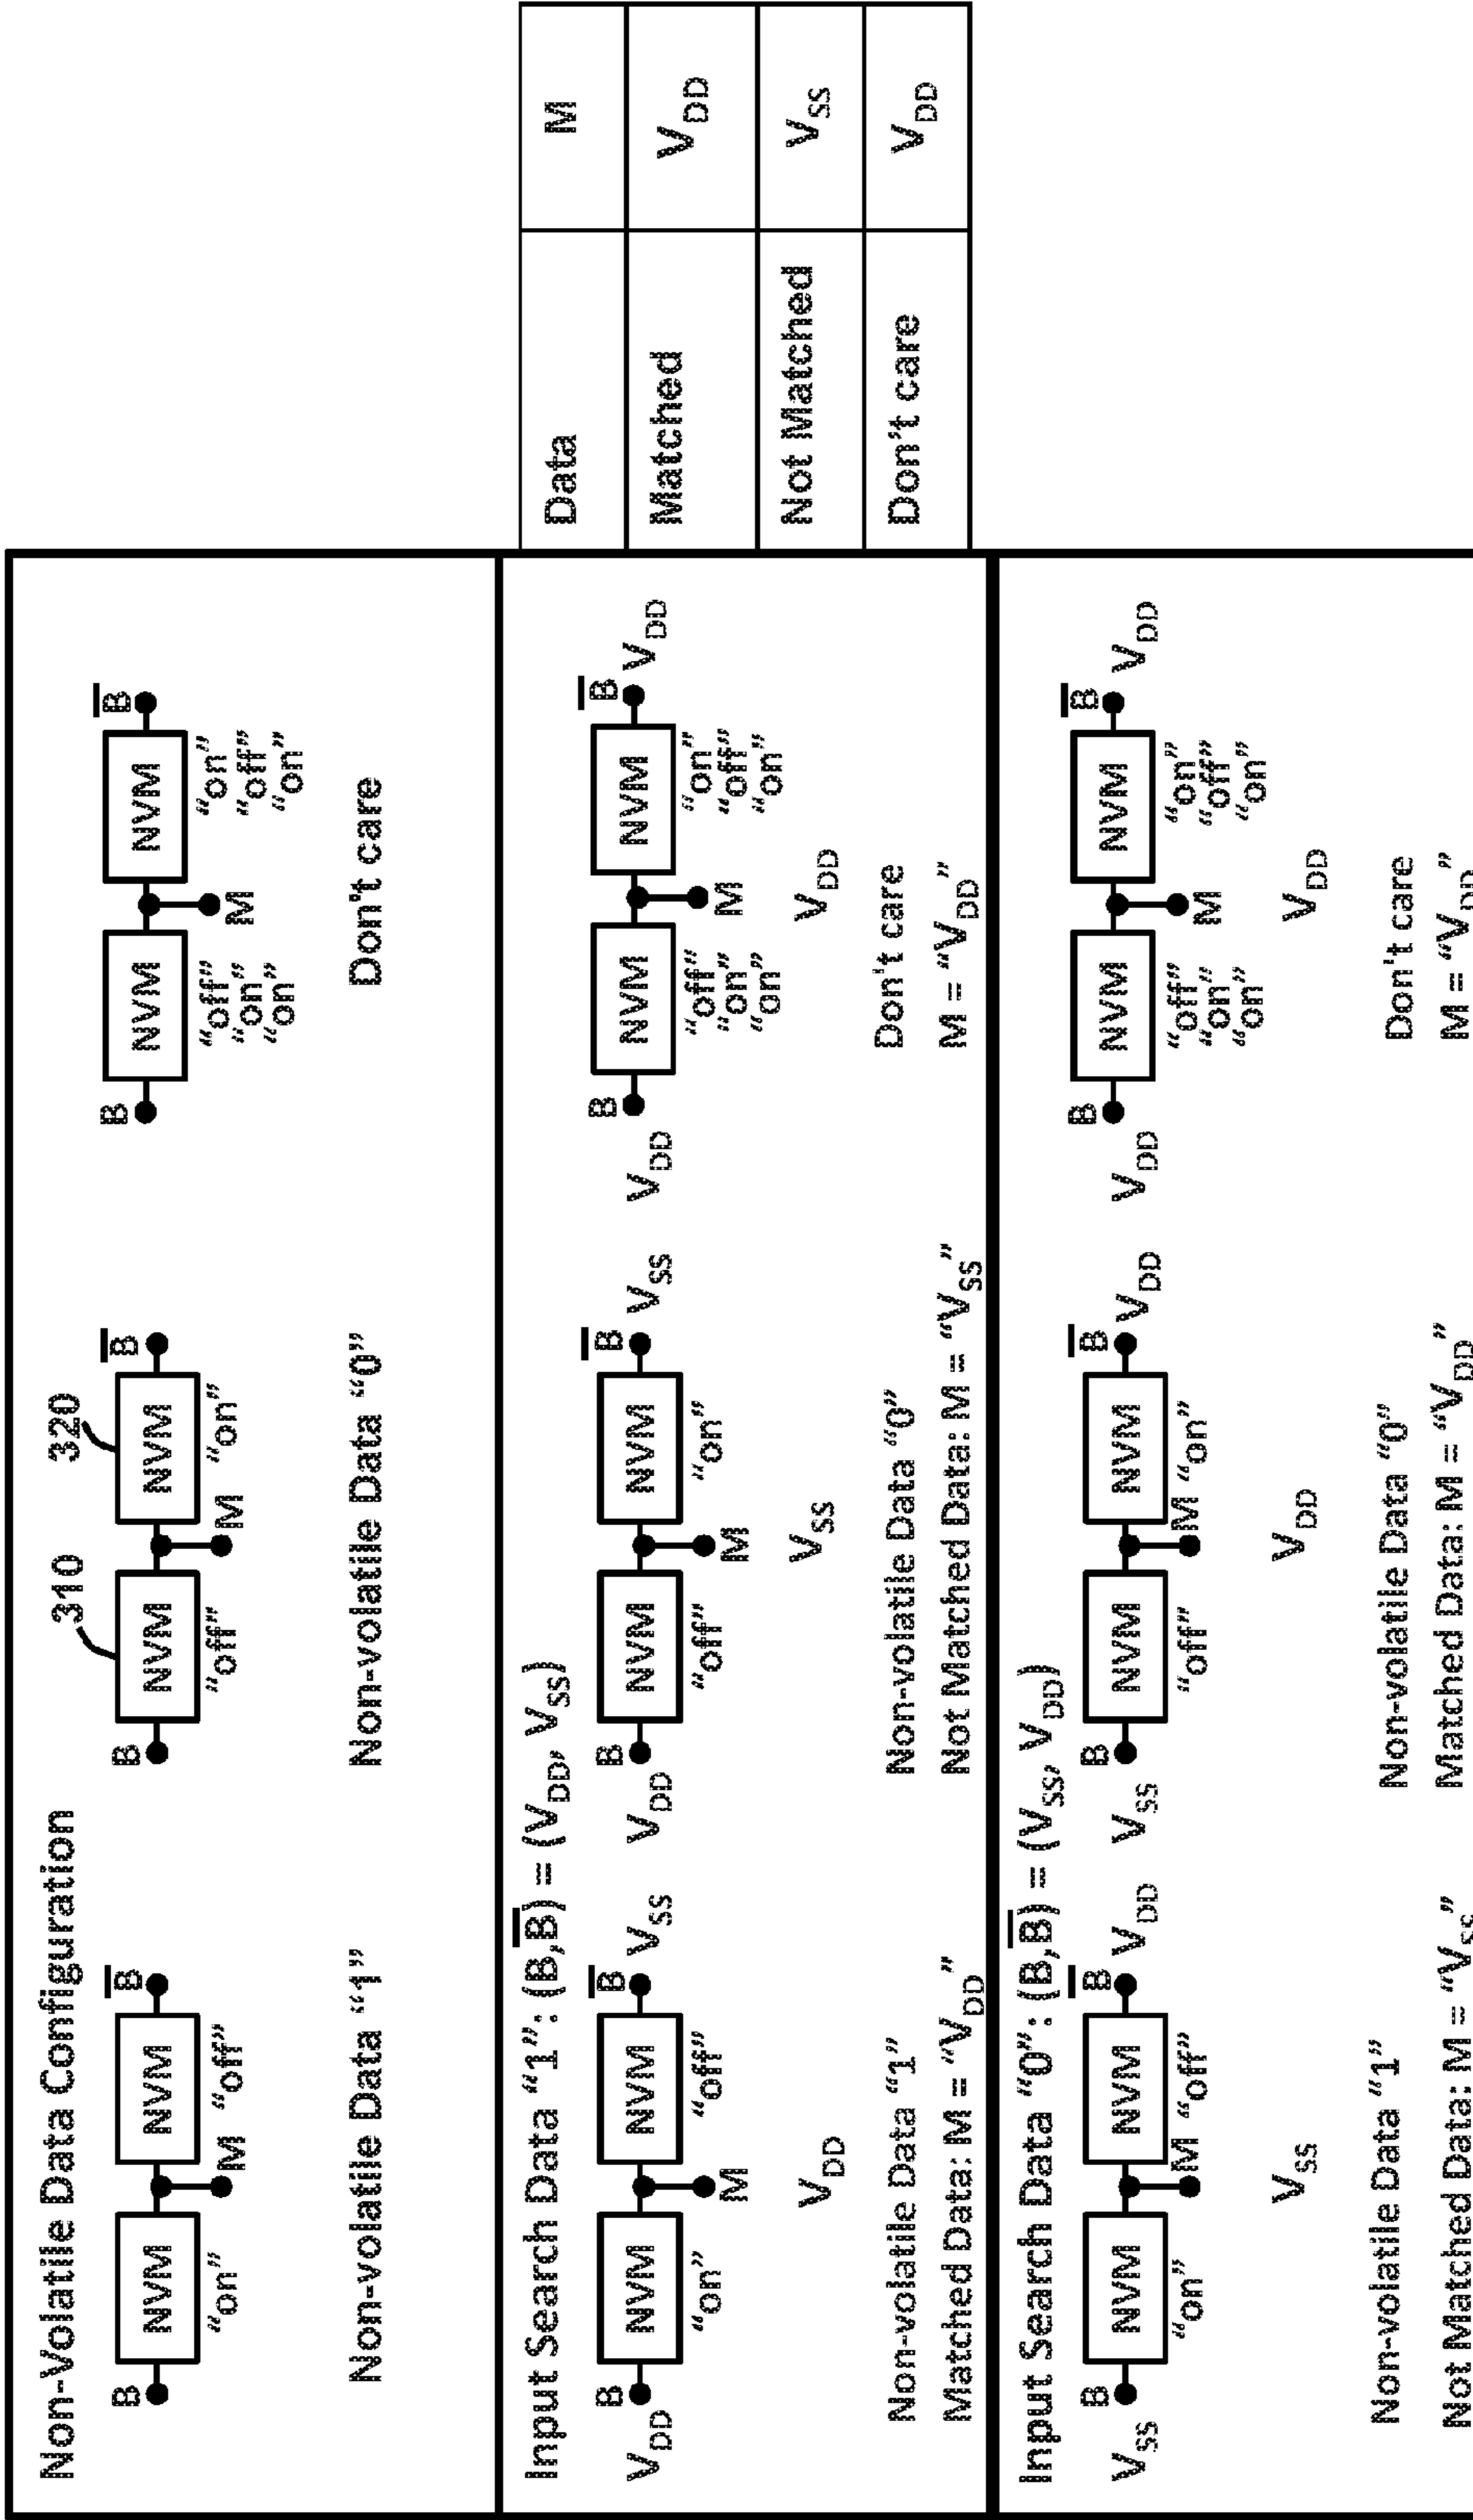 Non-Volatile Data Configuration
310 320
B NVM NVM B̅
"on" M "off"
Non-volatile Data "1"
B NVM NVM B̅
"off" M "on"
Non-volatile Data "0"
B NVM NVM B̅
"off" M "on"
"on" "off"
"on" "on"
Don't care
Input Search Data "1": (B,B̅) = (VDD, VSS)
VDD B NVM NVM B̅ VSS
"on" M "off"
VDD
Non-volatile Data "1"
Matched Data: M = "VDD"
VDD B NVM NVM B̅ VSS
"off" M "on"
VSS
Non-volatile Data "0"
Not Matched Data: M = "VSS"
VDD B NVM NVM B̅ VDD
"off" M "on"
"on" "off"
"on" "on"
VDD
Don't care
M = "VDD"
Input Search Data "0": (B,B̅) = (VSS, VDD)
VSS B NVM NVM B̅ VDD
"on" M "off"
VSS
Non-volatile Data "1"
Not Matched Data: M = "VSS"
VSS B NVM NVM B̅ VDD
"off" M "on"
VDD
Non-volatile Data "0"
Matched Data: M = "VDD"
VDD B NVM NVM B̅ VDD
"off" M "on"
"on" "off"
"on" "on"
VDD
Don't care
M = "VDD"
Data M
Matched VDD
Not Matched VSS
Don't care VDD